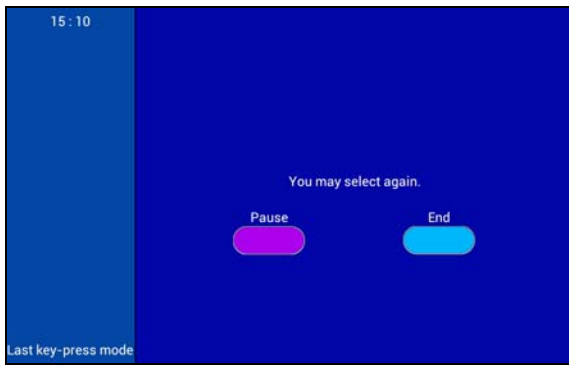 15 : 10
You may select again.
Pause
End
Last key-press mode